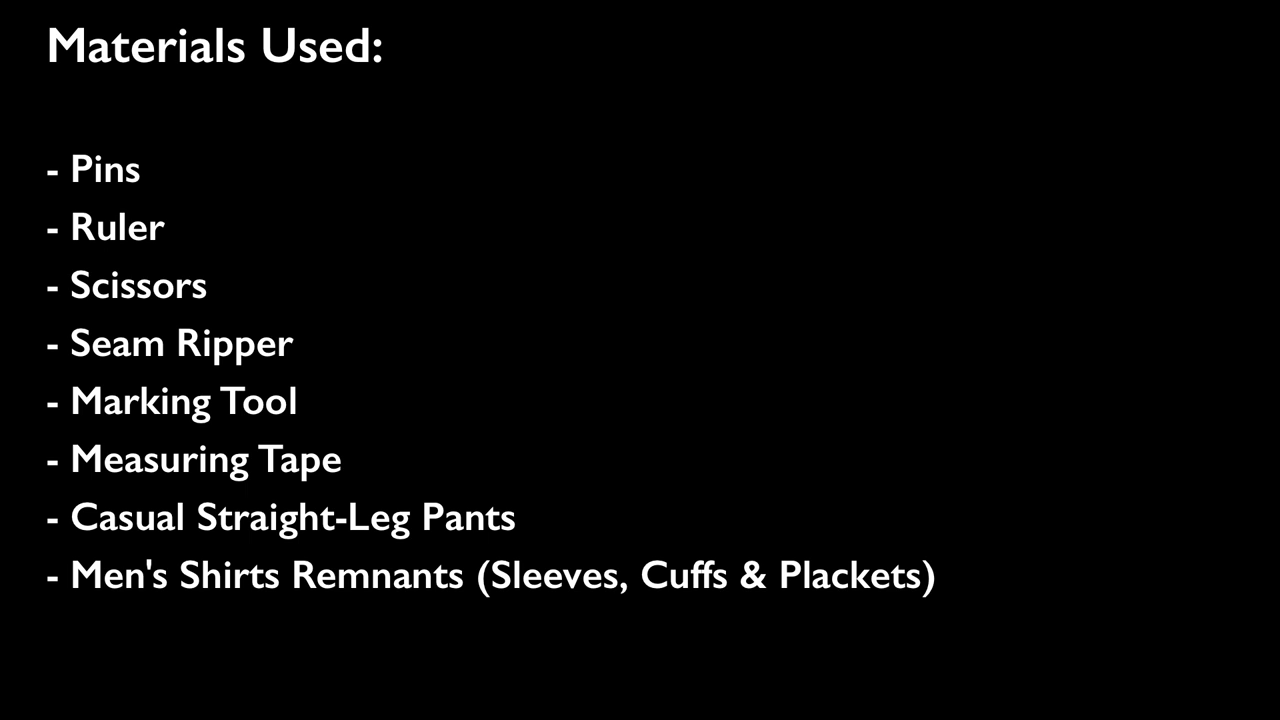 Materials Used:
- Pins
- Ruler
- Scissors
- Seam Ripper
- Marking Tool
- Measuring Tape
- Casual Straight-Leg Pants
- Men's Shirts Remnants (Sleeves, Cuffs & Plackets)